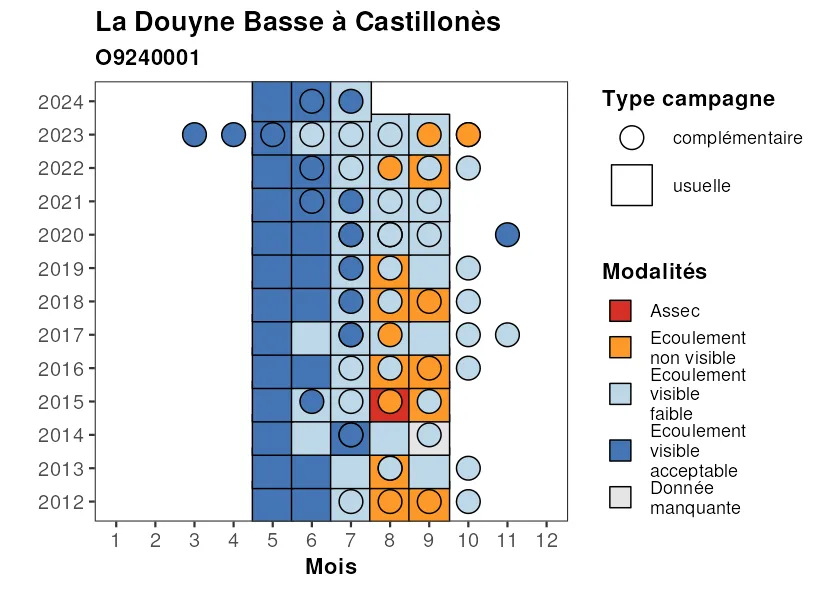 La Douyne Basse à Castillonès
O9240001
2024
2023
2022
2021
2020
2019
2018
2017
2016
2015
2014
2013
2012
1 2 3 4 5 6 7 8 9 10 11 12
Mois
Type campagne
complémentaire
usuelle
Modalités
Assec
Ecoulement
non visible
Ecoulement
visible
faible
Ecoulement
visible
acceptable
Donnée
manquante